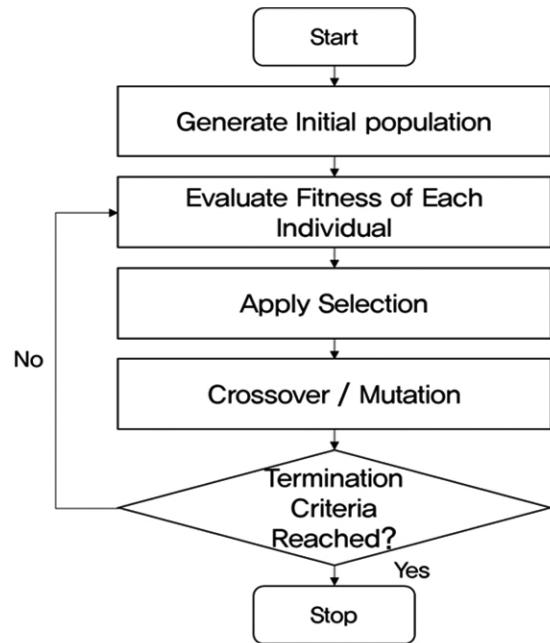 Start
Generate Initial population
Evaluate Fitness of Each
Individual
Apply Selection
No
Crossover / Mutation
Termination
Criteria
Reached?
Yes
Stop